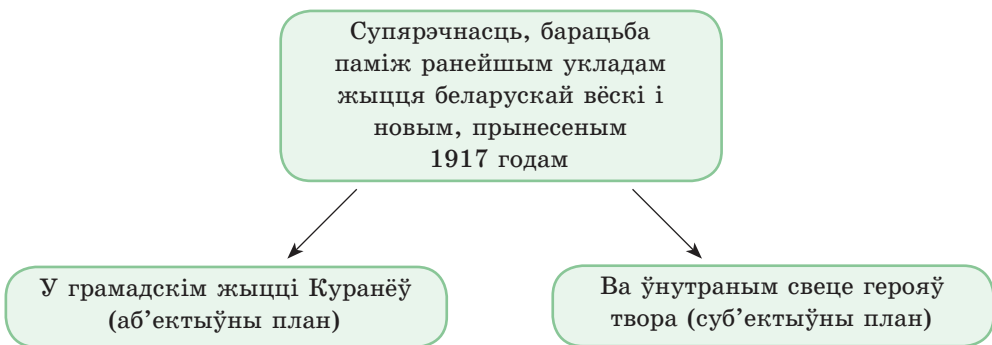 Супярэчнасць, барацьба
паміж ранейшым укладам
жыцця беларускай вёскі і
новым, прынесеным
1917 годам
У грамадскім жыцці Куранёў
(аб’ектыўны план)
Ва ўнутраным свеце герояў
твора (суб’ектыўны план)